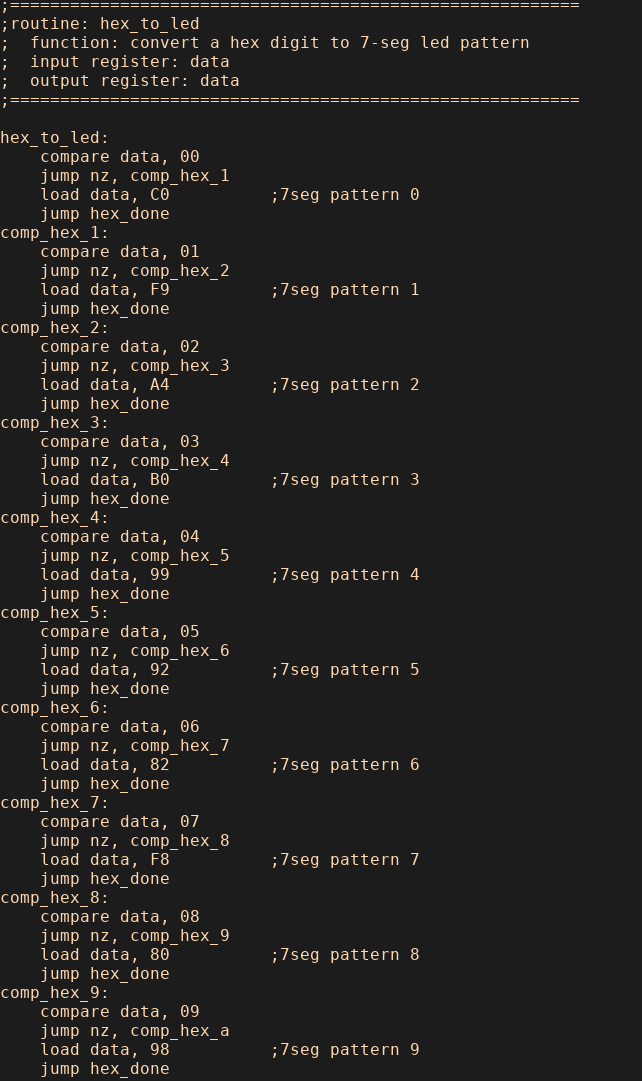 ;=========================================================
;routine: hex_to_led
;  function: convert a hex digit to 7-seg led pattern
;  input register: data
;  output register: data
;=========================================================

hex_to_led:
    compare data, 00
    jump nz, comp_hex_1
    load data, C0          ;7seg pattern 0
    jump hex_done
comp_hex_1:
    compare data, 01
    jump nz, comp_hex_2
    load data, F9          ;7seg pattern 1
    jump hex_done
comp_hex_2:
    compare data, 02
    jump nz, comp_hex_3
    load data, A4          ;7seg pattern 2
    jump hex_done
comp_hex_3:
    compare data, 03
    jump nz, comp_hex_4
    load data, B0          ;7seg pattern 3
    jump hex_done
comp_hex_4:
    compare data, 04
    jump nz, comp_hex_5
    load data, 99          ;7seg pattern 4
    jump hex_done
comp_hex_5:
    compare data, 05
    jump nz, comp_hex_6
    load data, 92          ;7seg pattern 5
    jump hex_done
comp_hex_6:
    compare data, 06
    jump nz, comp_hex_7
    load data, 82          ;7seg pattern 6
    jump hex_done
comp_hex_7:
    compare data, 07
    jump nz, comp_hex_8
    load data, F8          ;7seg pattern 7
    jump hex_done
comp_hex_8:
    compare data, 08
    jump nz, comp_hex_9
    load data, 80          ;7seg pattern 8
    jump hex_done
comp_hex_9:
    compare data, 09
    jump nz, comp_hex_a
    load data, 98          ;7seg pattern 9
    jump hex_done